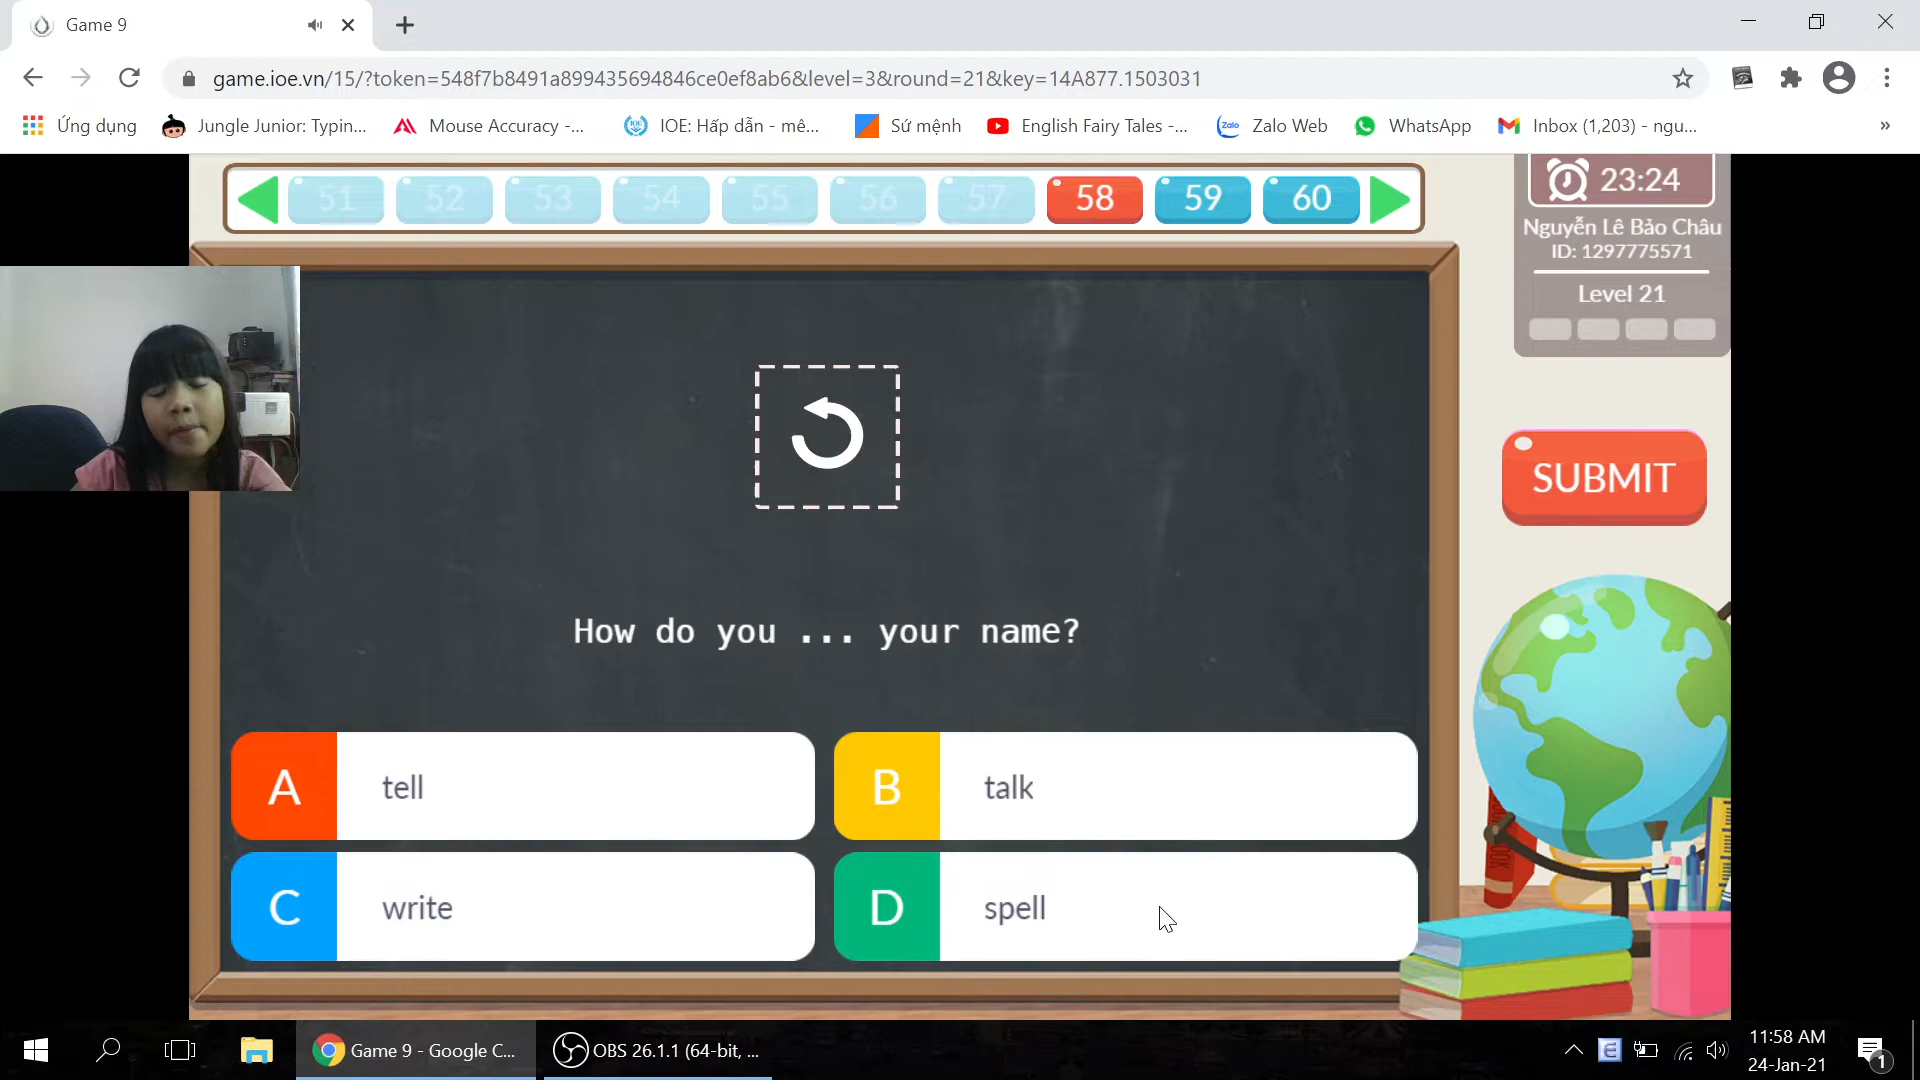 Game 9
game.ioe.vn/15/?token=548f7b8491a899435694846ce0ef8ab6&level=3&round=21&key=14A877.1503031
Ứng dụng Jungle Junior: Typin... Mouse Accuracy -... IOE: Hấp dẫn - mê... Sứ mệnh English Fairy Tales -... Zalo Zalo Web WhatsApp Inbox (1,203) - ngu... »
51 52 53 54 55 56 57 58 59 60
23:24
Nguyễn Lê Bảo Châu
ID: 1297775571
Level 21
SUBMIT
How do you ... your name?
A tell
B talk
C write
D spell
Game 9 - Google C...
OBS 26.1.1 (64-bit, ...
11:58 AM
24-Jan-21
1